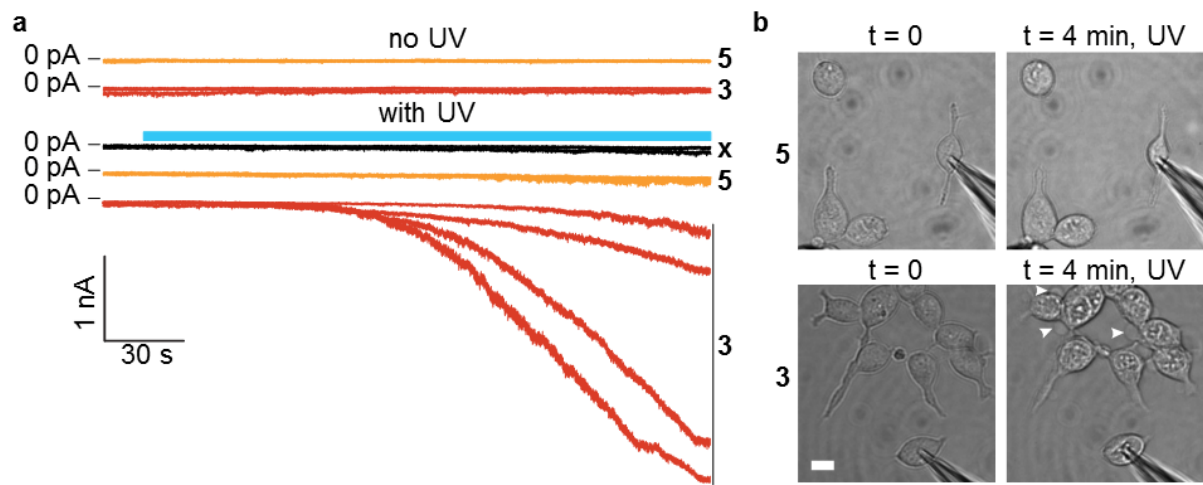 a
no UV
0 pA
5
0 pA
3
with UV
0 pA
x
0 pA
5
0 pA
3
1 nA
30 s
b
t = 0
t = 4 min, UV
5
t = 0
t = 4 min, UV
3